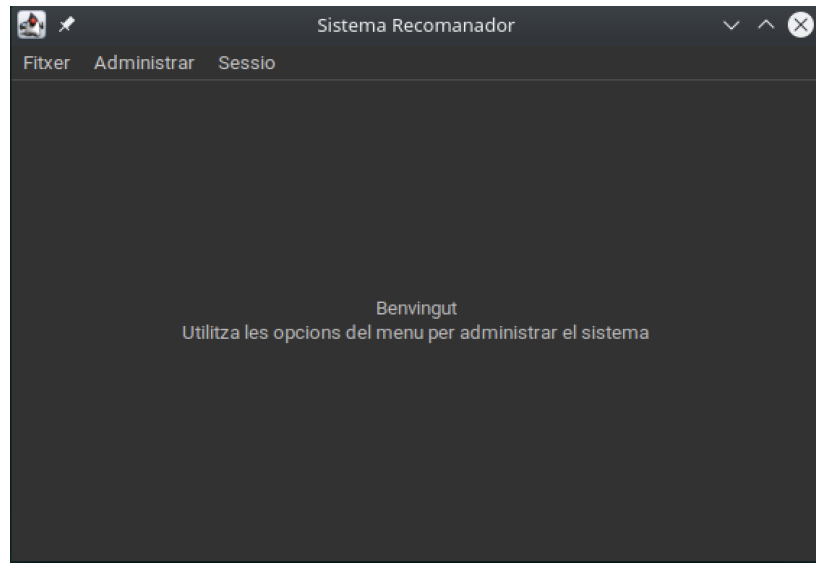 Sistema Recomanador
Fitxer Administrar Sessio
Benvingut
Utilitza les opcions del menu per administrar el sistema